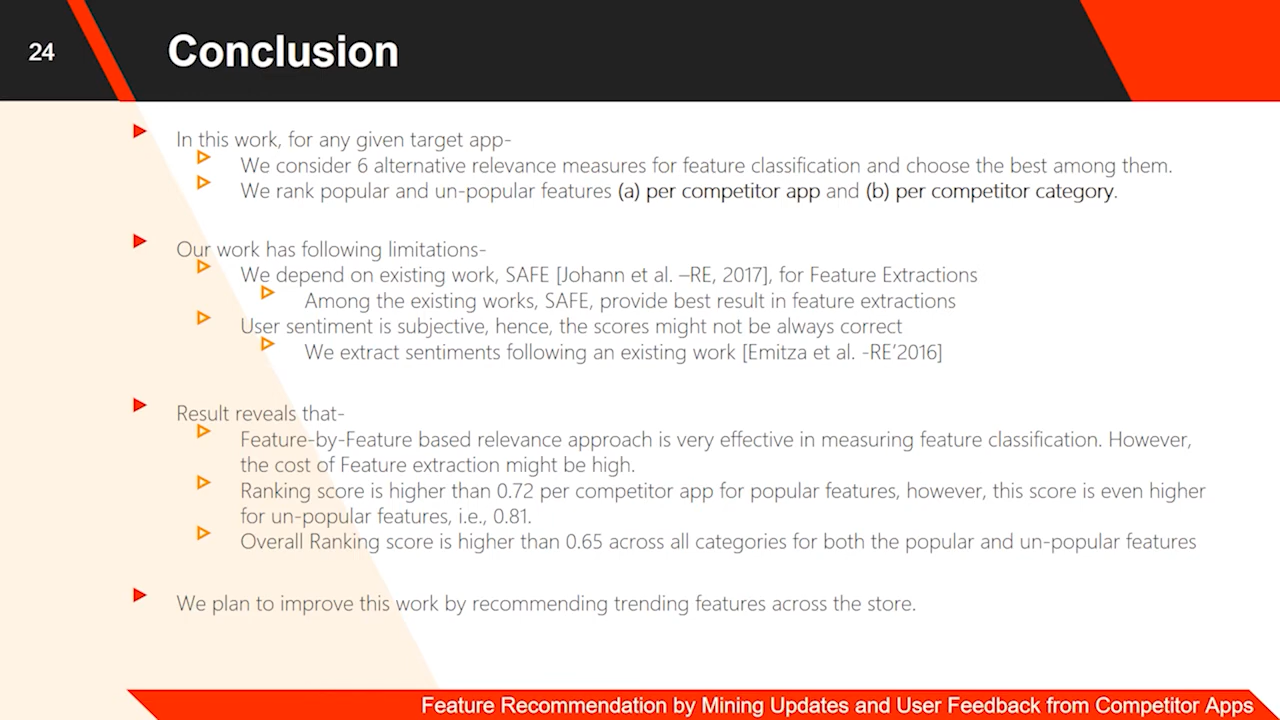 24
Conclusion
In this work, for any given target app-
We consider 6 alternative relevance measures for feature classification and choose the best among them.
We rank popular and un-popular features (a) per competitor app and (b) per competitor category.
Our work has following limitations-
We depend on existing work, SAFE [Johann et al. –RE, 2017], for Feature Extractions
Among the existing works, SAFE, provide best result in feature extractions
User sentiment is subjective, hence, the scores might not be always correct
We extract sentiments following an existing work [Emitza et al. -RE’2016]
Result reveals that-
Feature-by-Feature based relevance approach is very effective in measuring feature classification. However,
the cost of Feature extraction might be high.
Ranking score is higher than 0.72 per competitor app for popular features, however, this score is even higher
for un-popular features, i.e., 0.81.
Overall Ranking score is higher than 0.65 across all categories for both the popular and un-popular features
We plan to improve this work by recommending trending features across the store.
Feature Recommendation by Mining Updates and User Feedback from Competitor Apps